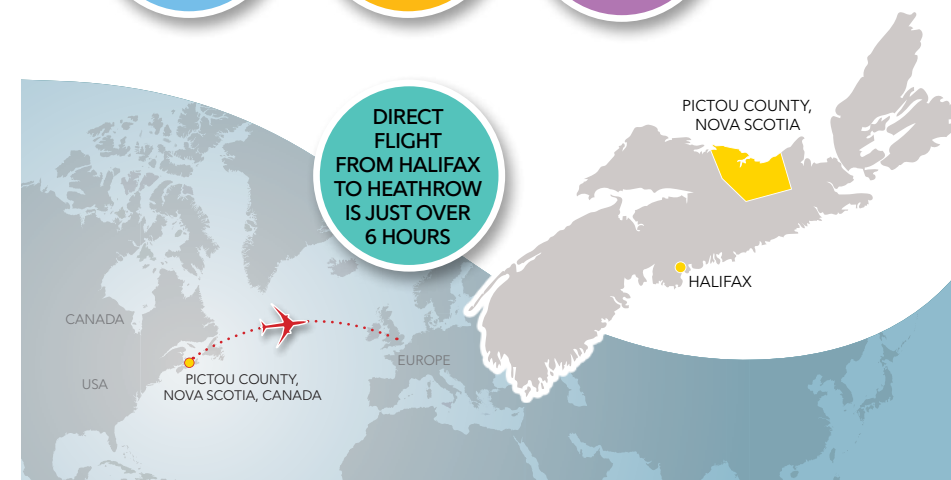 DIRECT
FLIGHT
FROM HALIFAX
TO HEATHROW
IS JUST OVER
6 HOURS
PICTOU COUNTY,
NOVA SCOTIA
HALIFAX
CANADA
USA
EUROPE
PICTOU COUNTY,
NOVA SCOTIA, CANADA